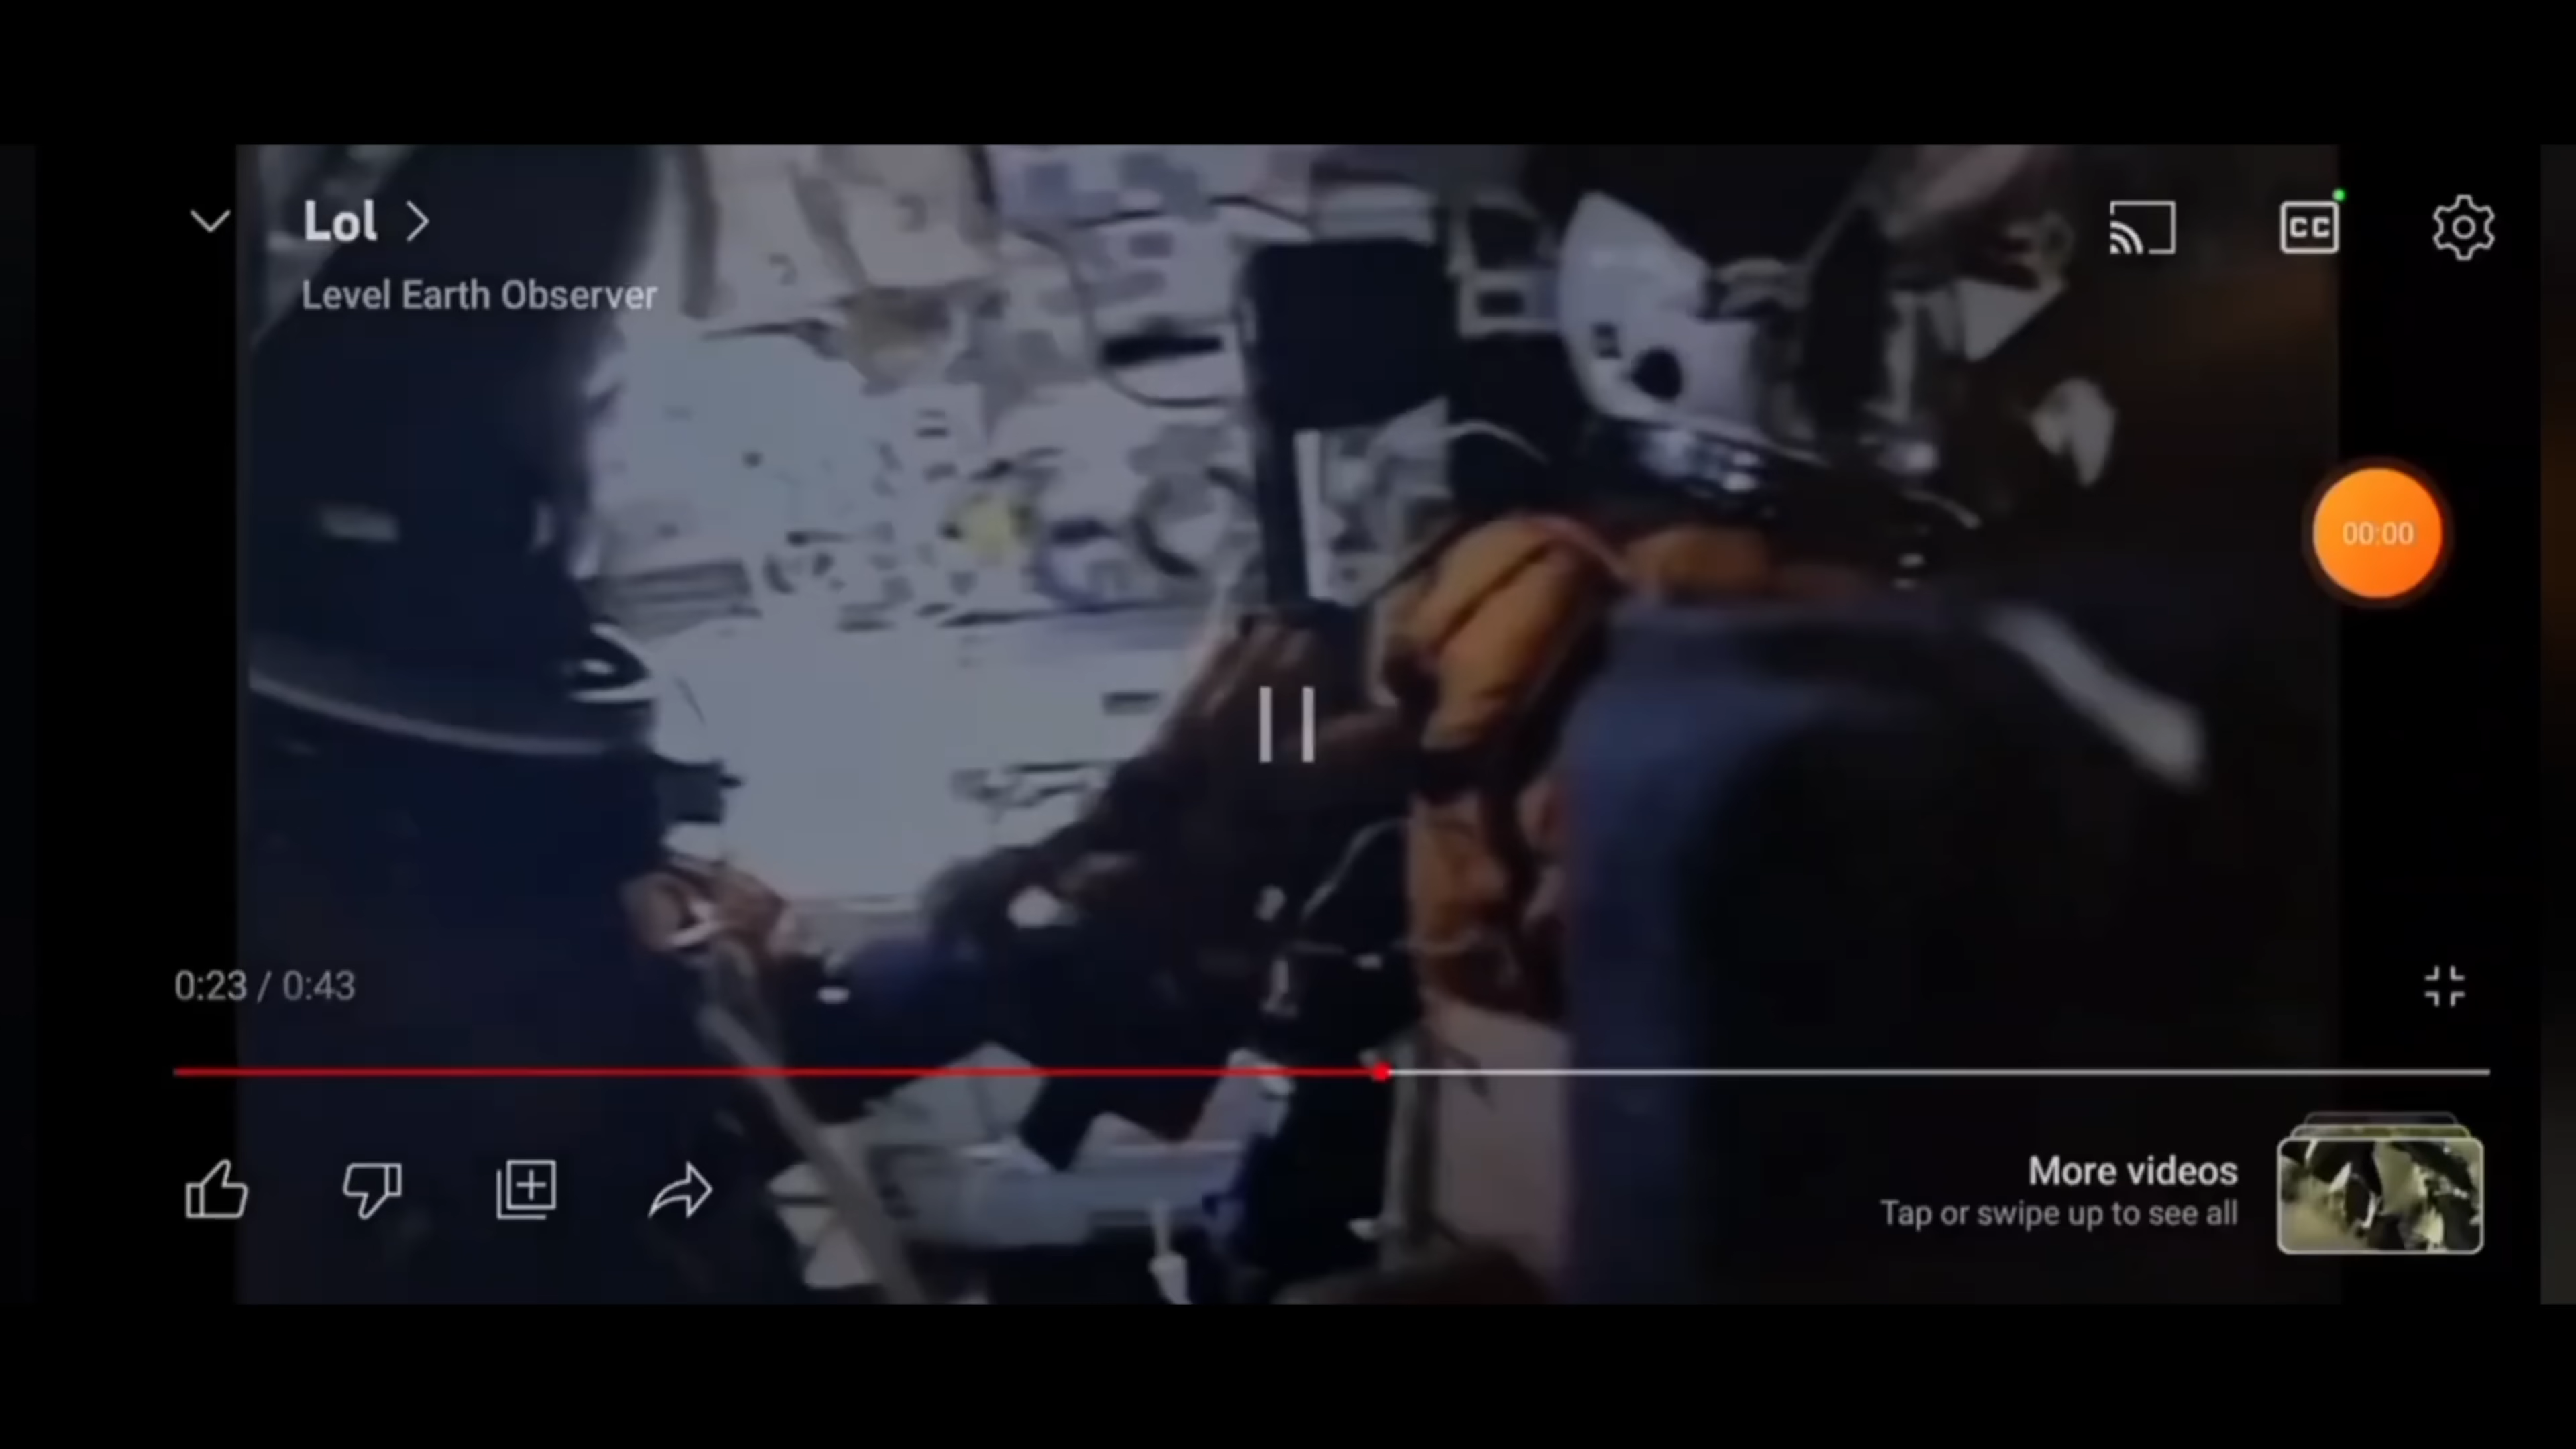 Lol
Level Earth Observer
CC
00:00
0:23 / 0:43
More videos
Tap or swipe up to see all